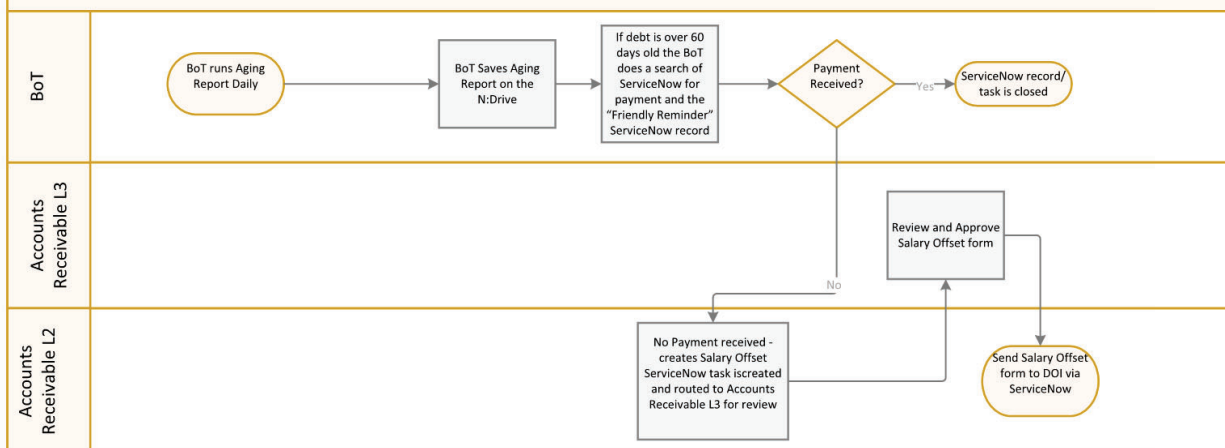 BoT
BoT runs Aging
Report Daily
BoT Saves Aging
Report on the
N:Drive
If debt is over 60
days old the BoT
does a search of
ServiceNow for
payment and the
“Friendly Reminder”
ServiceNow record
Payment
Received?
Yes
ServiceNow record/
task is closed
Accounts
Receivable L3
Review and Approve
Salary Offset form
No
Accounts
Receivable L2
No Payment received -
creates Salary Offset
ServiceNow task iscreated
and routed to Accounts
Receivable L3 for review
Send Salary Offset
form to DOI via
ServiceNow